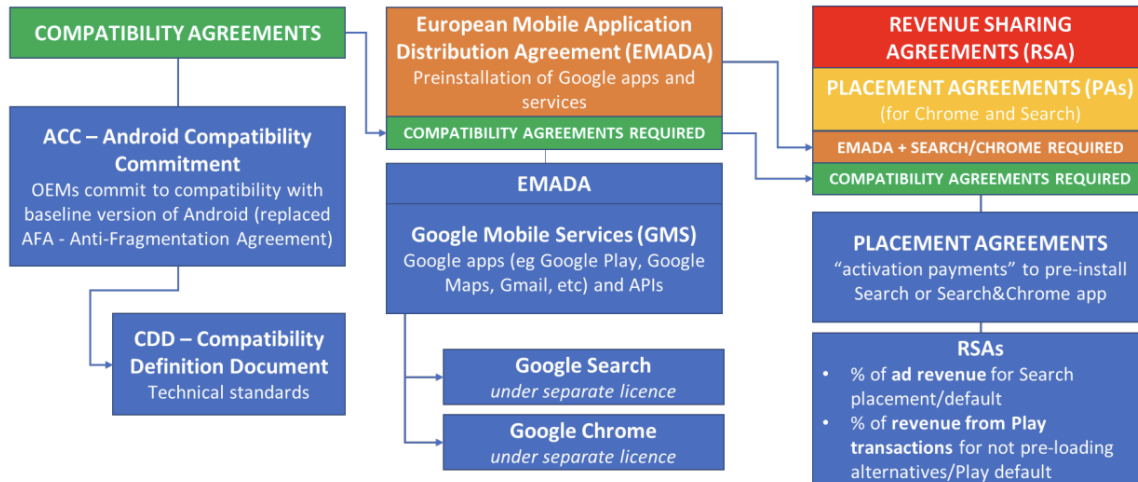 COMPATIBILITY AGREEMENTS
ACC – Android Compatibility
Commitment
OEMs commit to compatibility with
baseline version of Android (replaced
AFA - Anti-Fragmentation Agreement)
CDD – Compatibility
Definition Document
Technical standards
European Mobile Application
Distribution Agreement (EMADA)
Preinstallation of Google apps and
services
COMPATIBILITY AGREEMENTS REQUIRED
EMADA
Google Mobile Services (GMS)
Google apps (eg Google Play, Google
Maps, Gmail, etc) and APIs
Google Search
under separate licence
Google Chrome
under separate licence
REVENUE SHARING
AGREEMENTS (RSA)
PLACEMENT AGREEMENTS (PAs)
(for Chrome and Search)
EMADA + SEARCH/CHROME REQUIRED
COMPATIBILITY AGREEMENTS REQUIRED
PLACEMENT AGREEMENTS
“activation payments” to pre-install
Search or Search&Chrome app
RSAs
• % of ad revenue for Search
placement/default
• % of revenue from Play
transactions for not pre-loading
alternatives/Play default